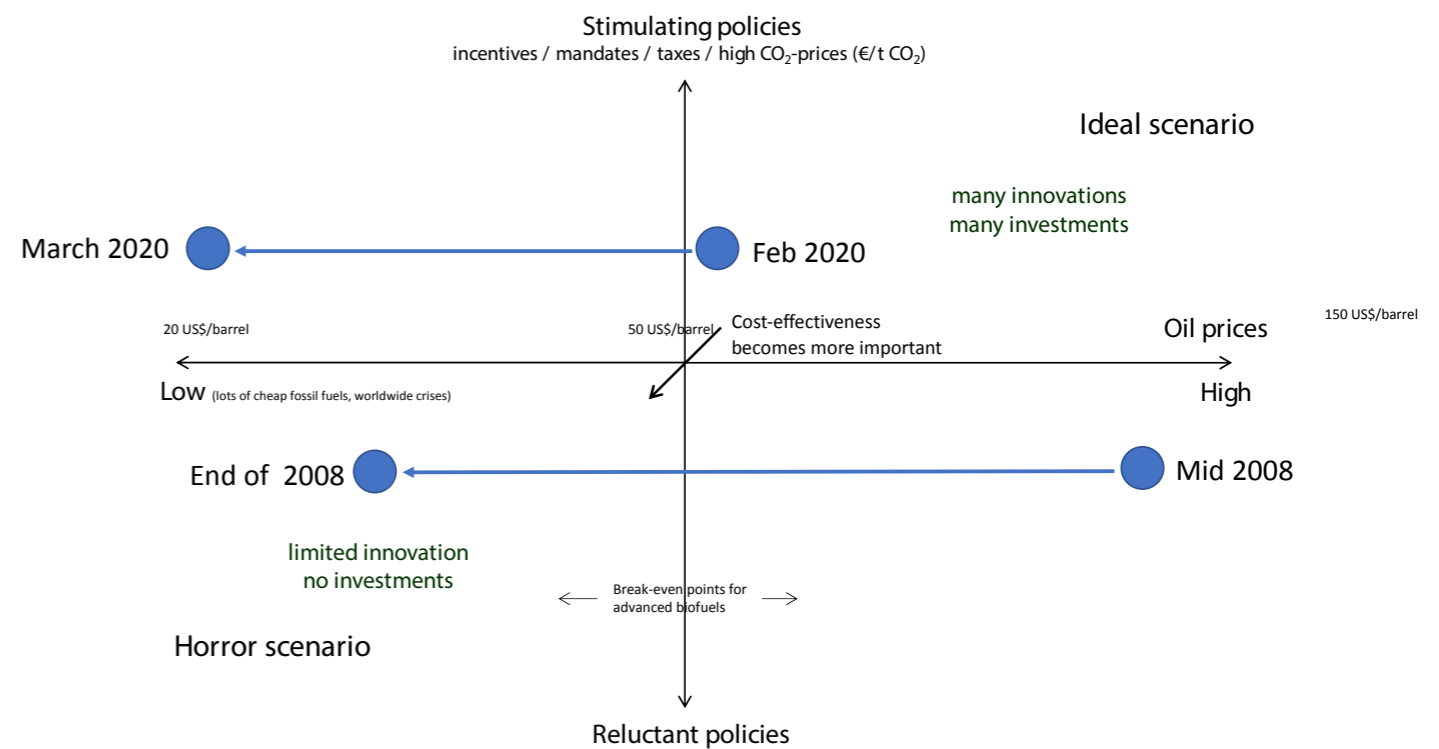 Stimulating policies
incentives / mandates / taxes / high CO₂-prices (€/t CO₂)
Ideal scenario
many innovations
many investments
March 2020
Feb 2020
20 US$/barrel
50 US$/barrel
Cost-effectiveness
becomes more important
Oil prices
150 US$/barrel
Low (lots of cheap fossil fuels, worldwide crises)
High
End of 2008
Mid 2008
limited innovation
no investments
Break-even points for
advanced biofuels
Horror scenario
Reluctant policies